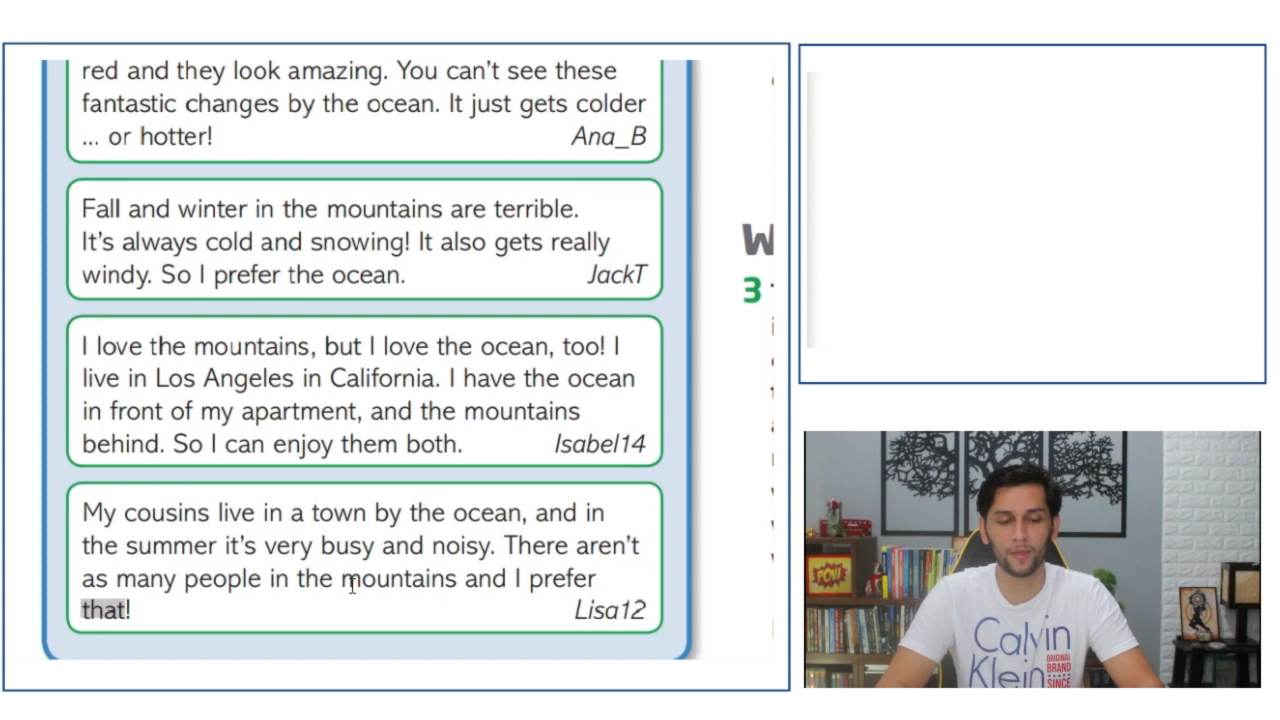 red and they look amazing. You can't see these
fantastic changes by the ocean. It just gets colder
... or hotter!
Ana_B
Fall and winter in the mountains are terrible.
It's always cold and snowing! It also gets really
windy. So I prefer the ocean.
JackT
I love the mountains, but I love the ocean, too! I
live in Los Angeles in California. I have the ocean
in front of my apartment, and the mountains
behind. So I can enjoy them both.
Isabel14
My cousins live in a town by the ocean, and in
the summer it's very busy and noisy. There aren't
as many people in the mountains and I prefer
that!
Lisa12
W
3
POW
Calvin
Klein
ORIGINAL
BRAND
SINCE